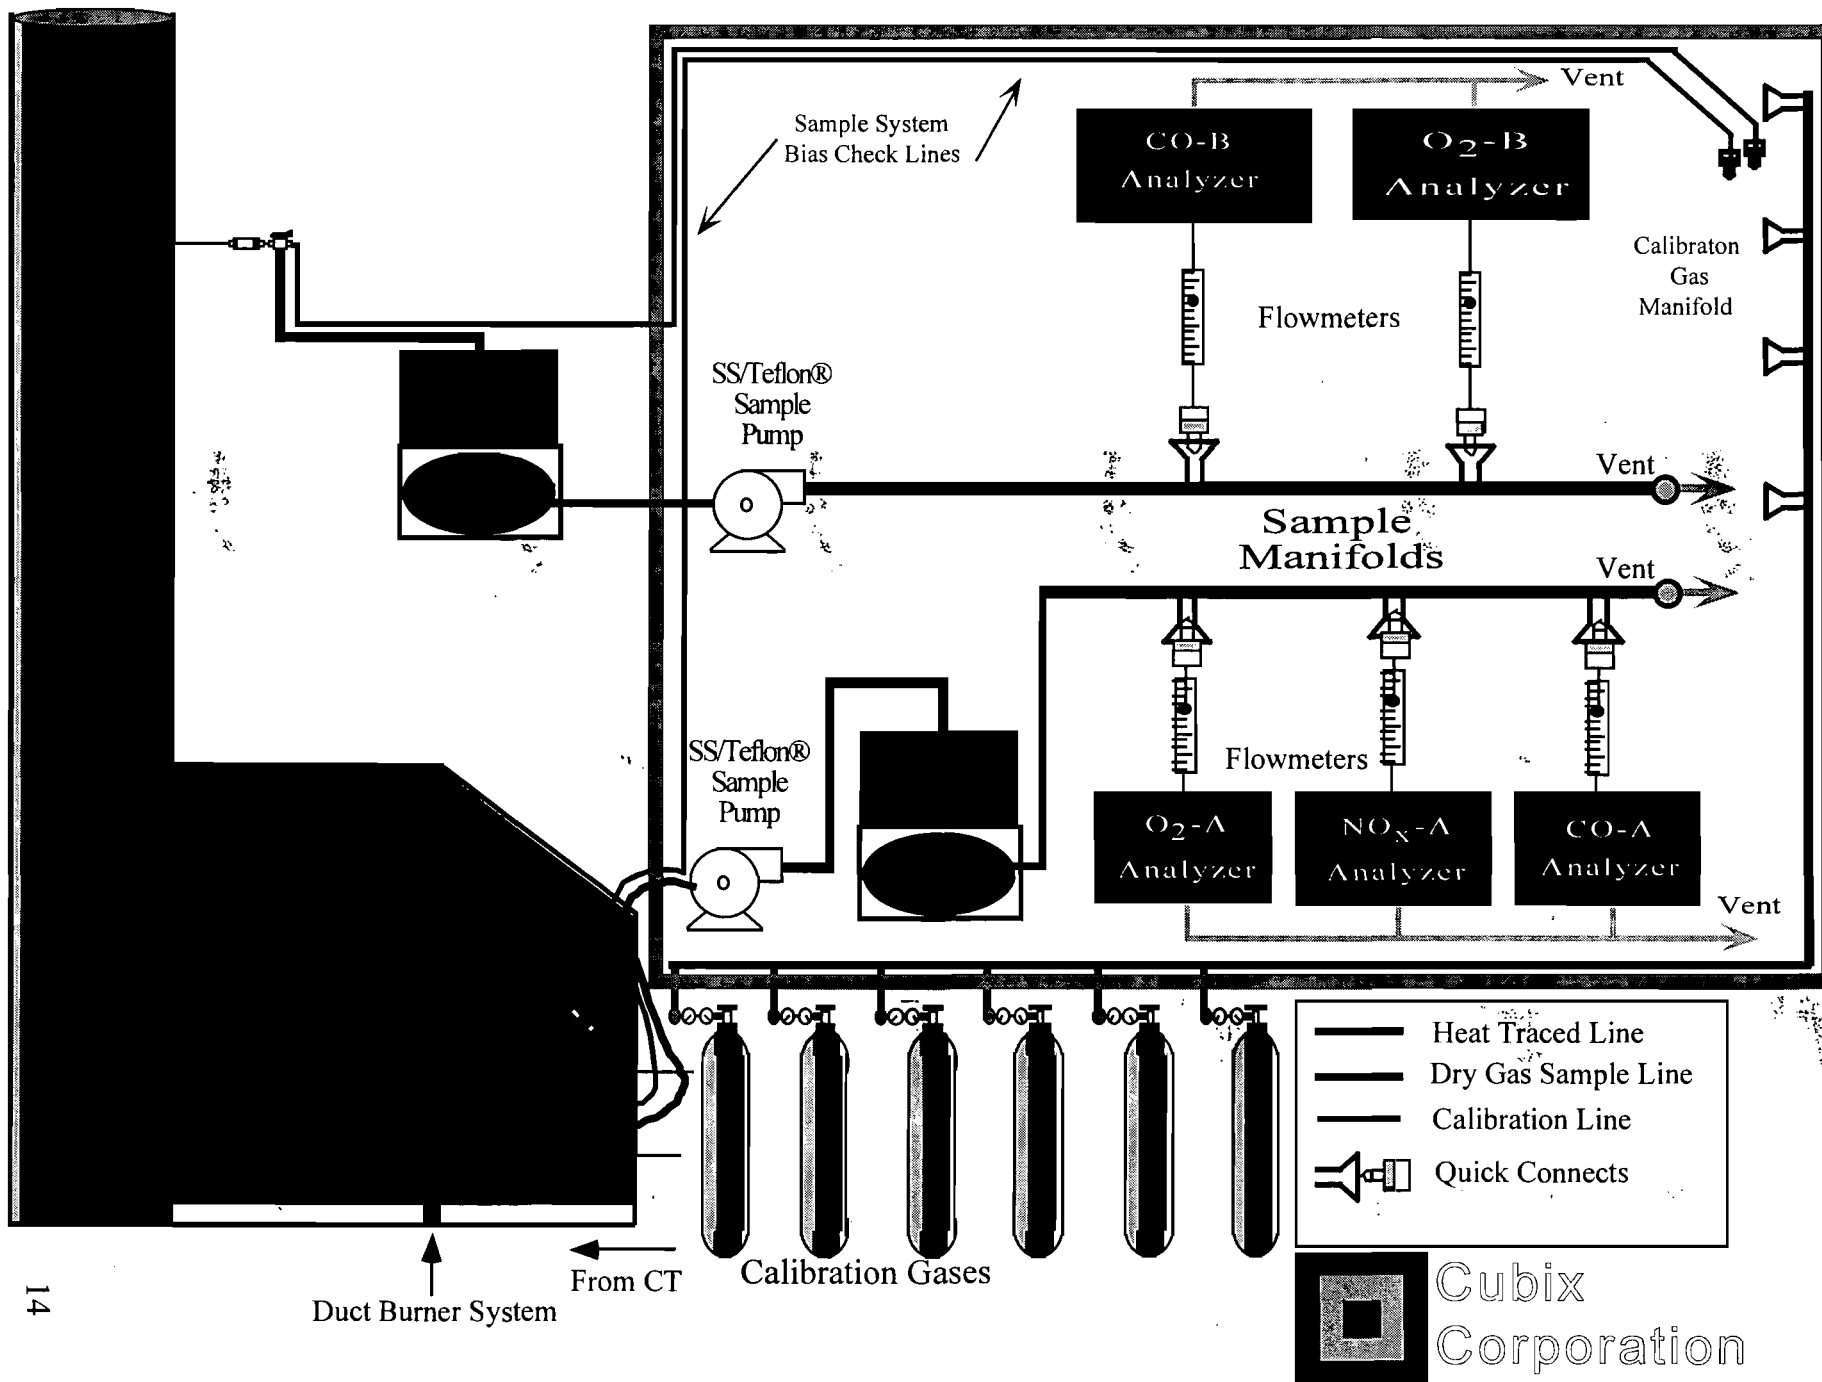 Vent
Sample System
Bias Check Lines
CO-B
Analyzer
O2-B
Analyzer
Calibraton
Gas
Manifold
Flowmeters
SS/Teflon®
Sample
Pump
Vent
Sample
Manifolds
Vent
SS/Teflon®
Sample
Pump
Flowmeters
O2-A
Analyzer
NOx-A
Analyzer
CO-A
Analyzer
Vent
Heat Traced Line
Dry Gas Sample Line
Calibration Line
Quick Connects
From CT
Calibration Gases
Duct Burner System
14
Cubix
Corporation